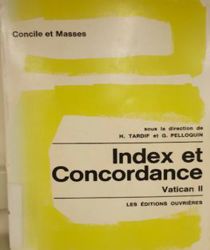 Concile et Masses
sous la direction de
H. TARDIF et G. PELLOQUIN
Index et
Concordance
Vatican II
LES ÉDITIONS OUVRIÈRES